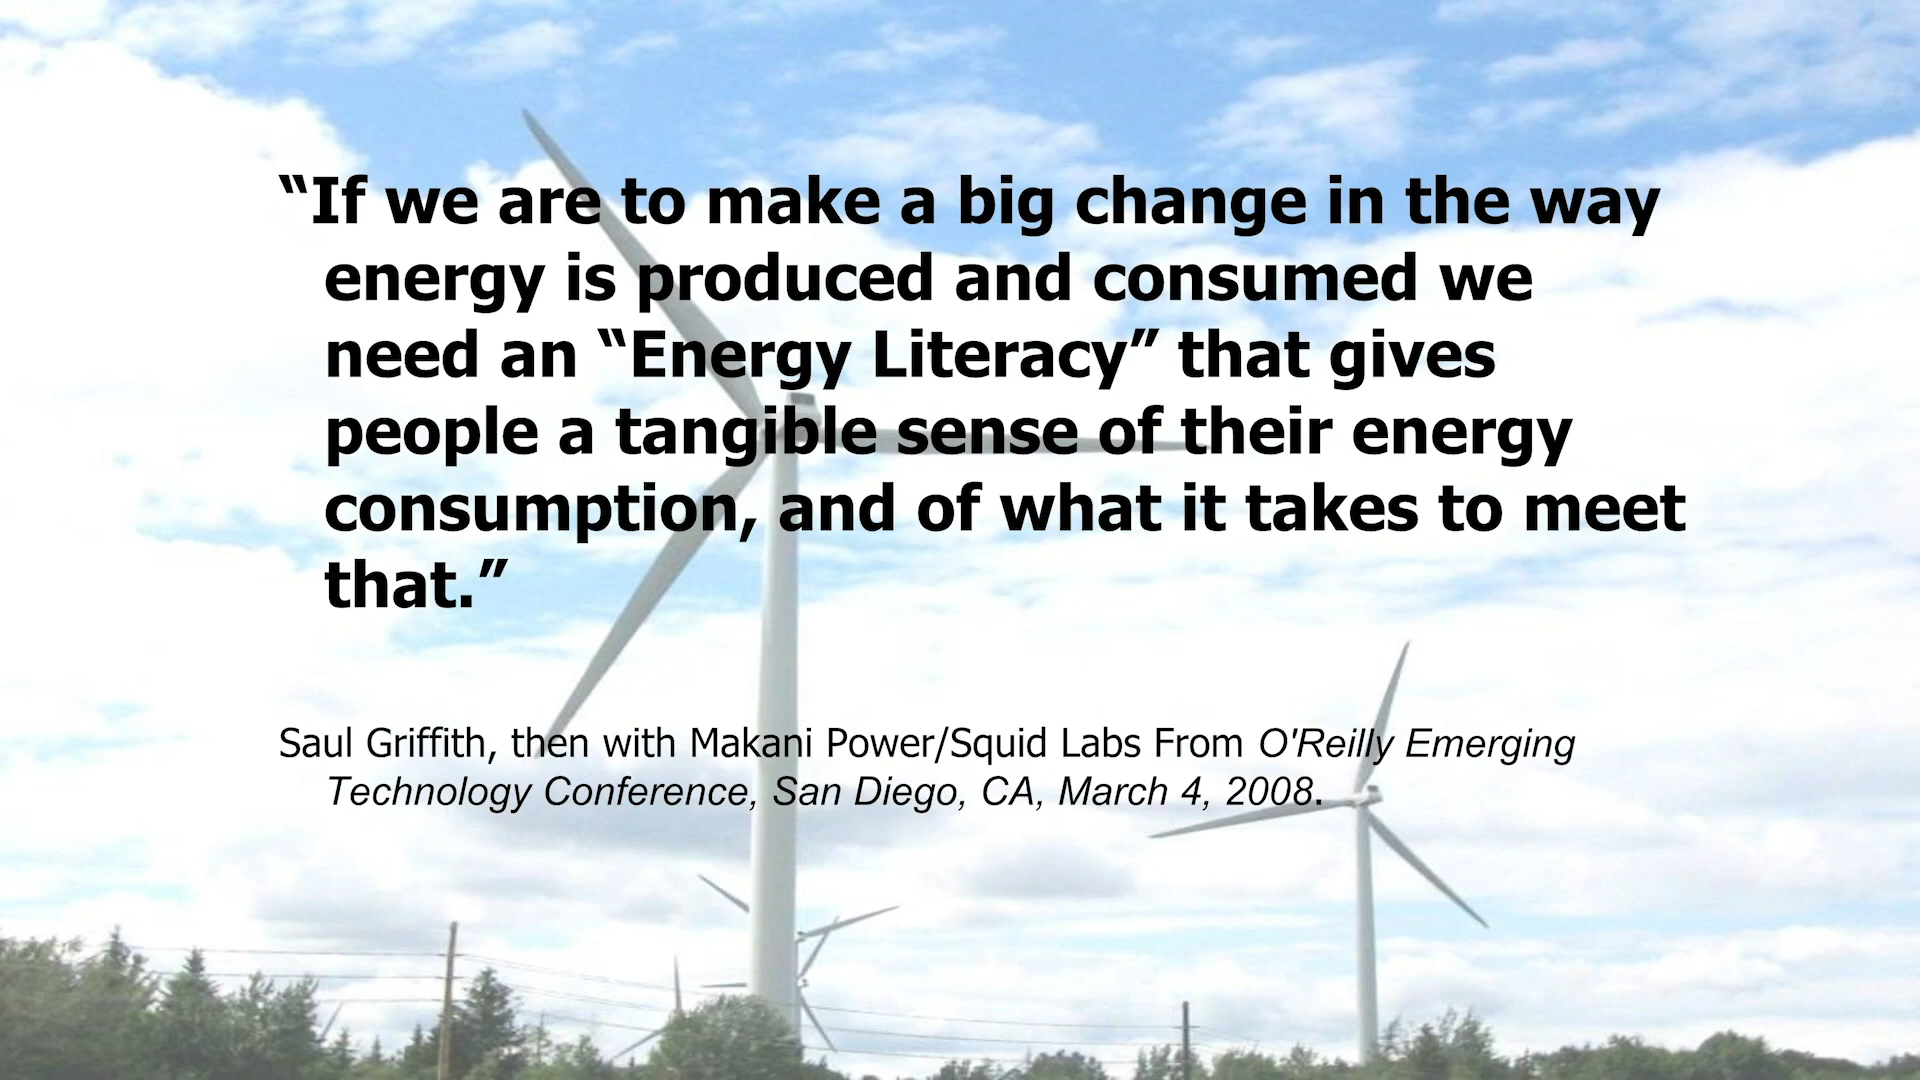 “If we are to make a big change in the way
energy is produced and consumed we
need an “Energy Literacy” that gives
people a tangible sense of their energy
consumption, and of what it takes to meet
that.”
Saul Griffith, then with Makani Power/Squid Labs From O'Reilly Emerging
Technology Conference, San Diego, CA, March 4, 2008.